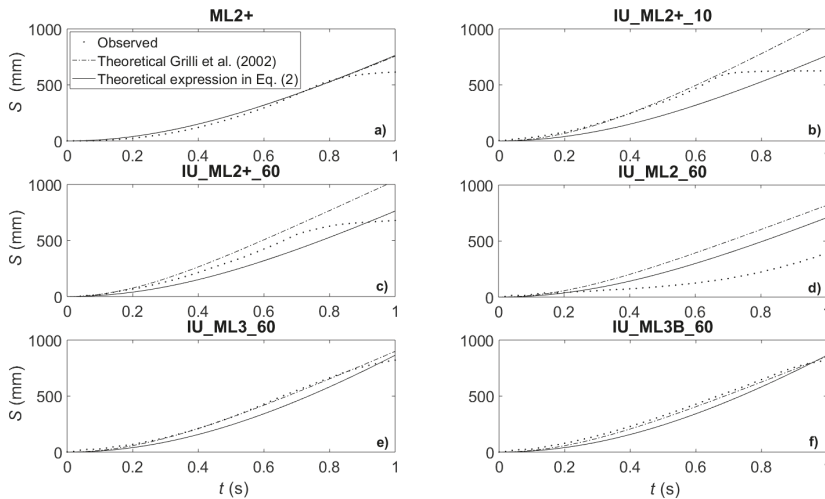 ML2+
IU_ML2+_10
1000
Observed
Theoretical Grilli et al. (2002)
Theoretical expression in Eq. (2)
500
S (mm)
0
a)
0 0.2 0.4 0.6 0.8 1
1000
500
S (mm)
0
b)
0 0.2 0.4 0.6 0.8 1
IU_ML2+_60
IU_ML2_60
1000
500
S (mm)
0
c)
0 0.2 0.4 0.6 0.8 1
1000
500
S (mm)
0
d)
0 0.2 0.4 0.6 0.8 1
IU_ML3_60
IU_ML3B_60
1000
500
S (mm)
0
e)
0 0.2 0.4 0.6 0.8 1
t (s)
1000
500
S (mm)
0
f)
0 0.2 0.4 0.6 0.8 1
t (s)